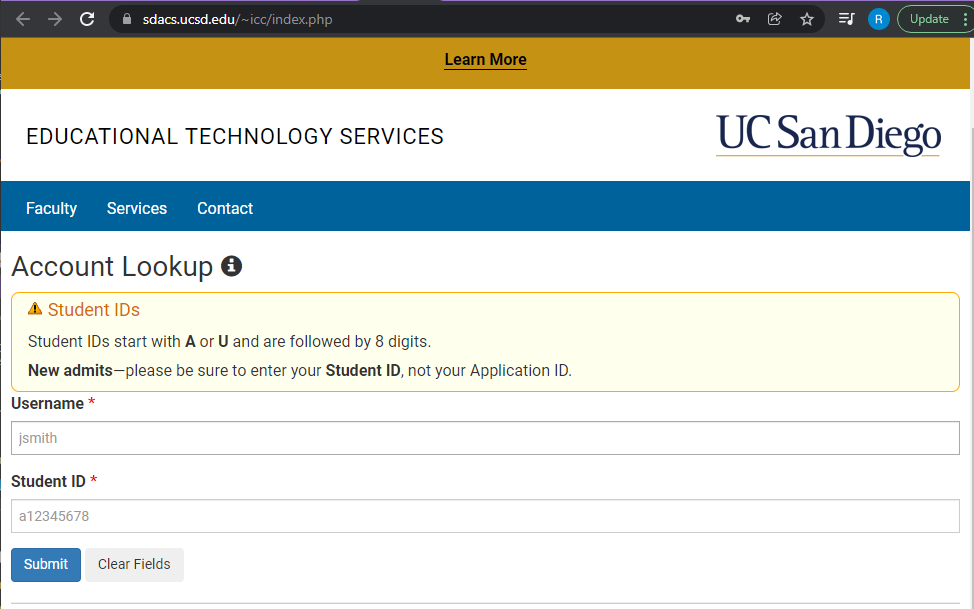 sdacs.ucsd.edu/~icc/index.php
R
Update
Learn More
EDUCATIONAL TECHNOLOGY SERVICES
UC San Diego
Faculty Services Contact
Account Lookup
Student IDs
Student IDs start with A or U and are followed by 8 digits.
New admits—please be sure to enter your Student ID, not your Application ID.
Username *
jsmith
Student ID *
a12345678
Submit Clear Fields